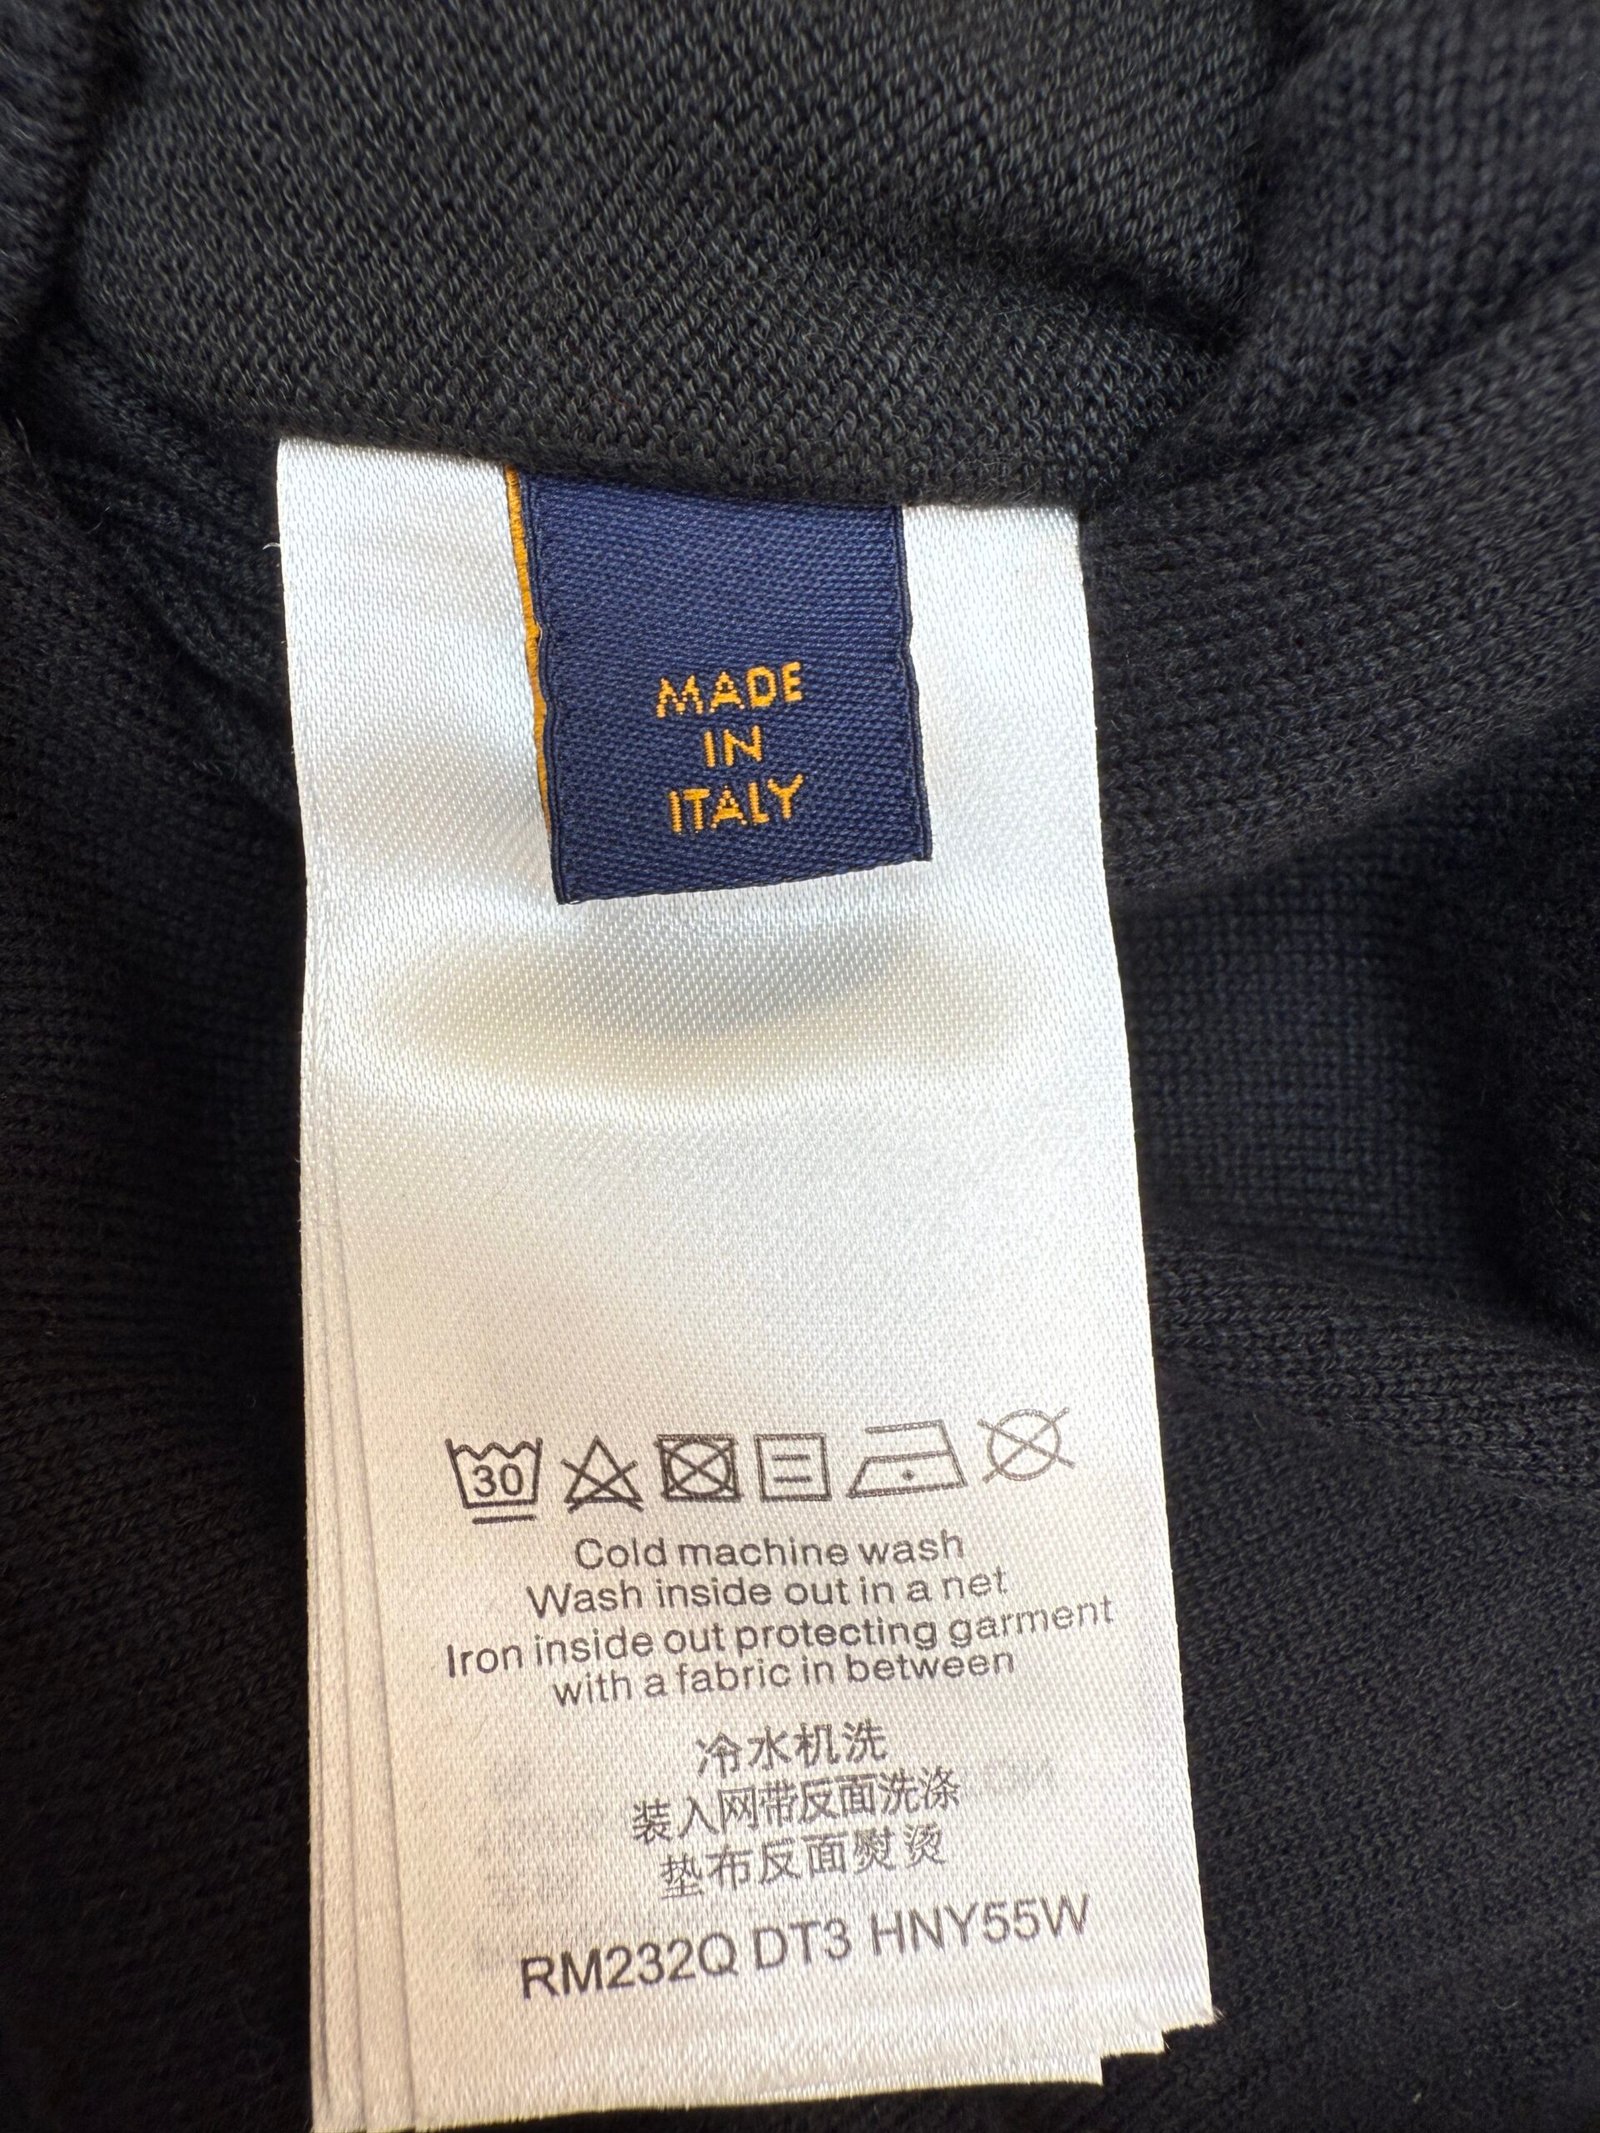 MADE
IN
ITALY
30
Cold machine wash
Wash inside out in a net
Iron inside out protecting garment
with a fabric in between
冷水机洗
装入网带反面洗涤
垫布反面熨烫
RM232Q DT3 HNY55W